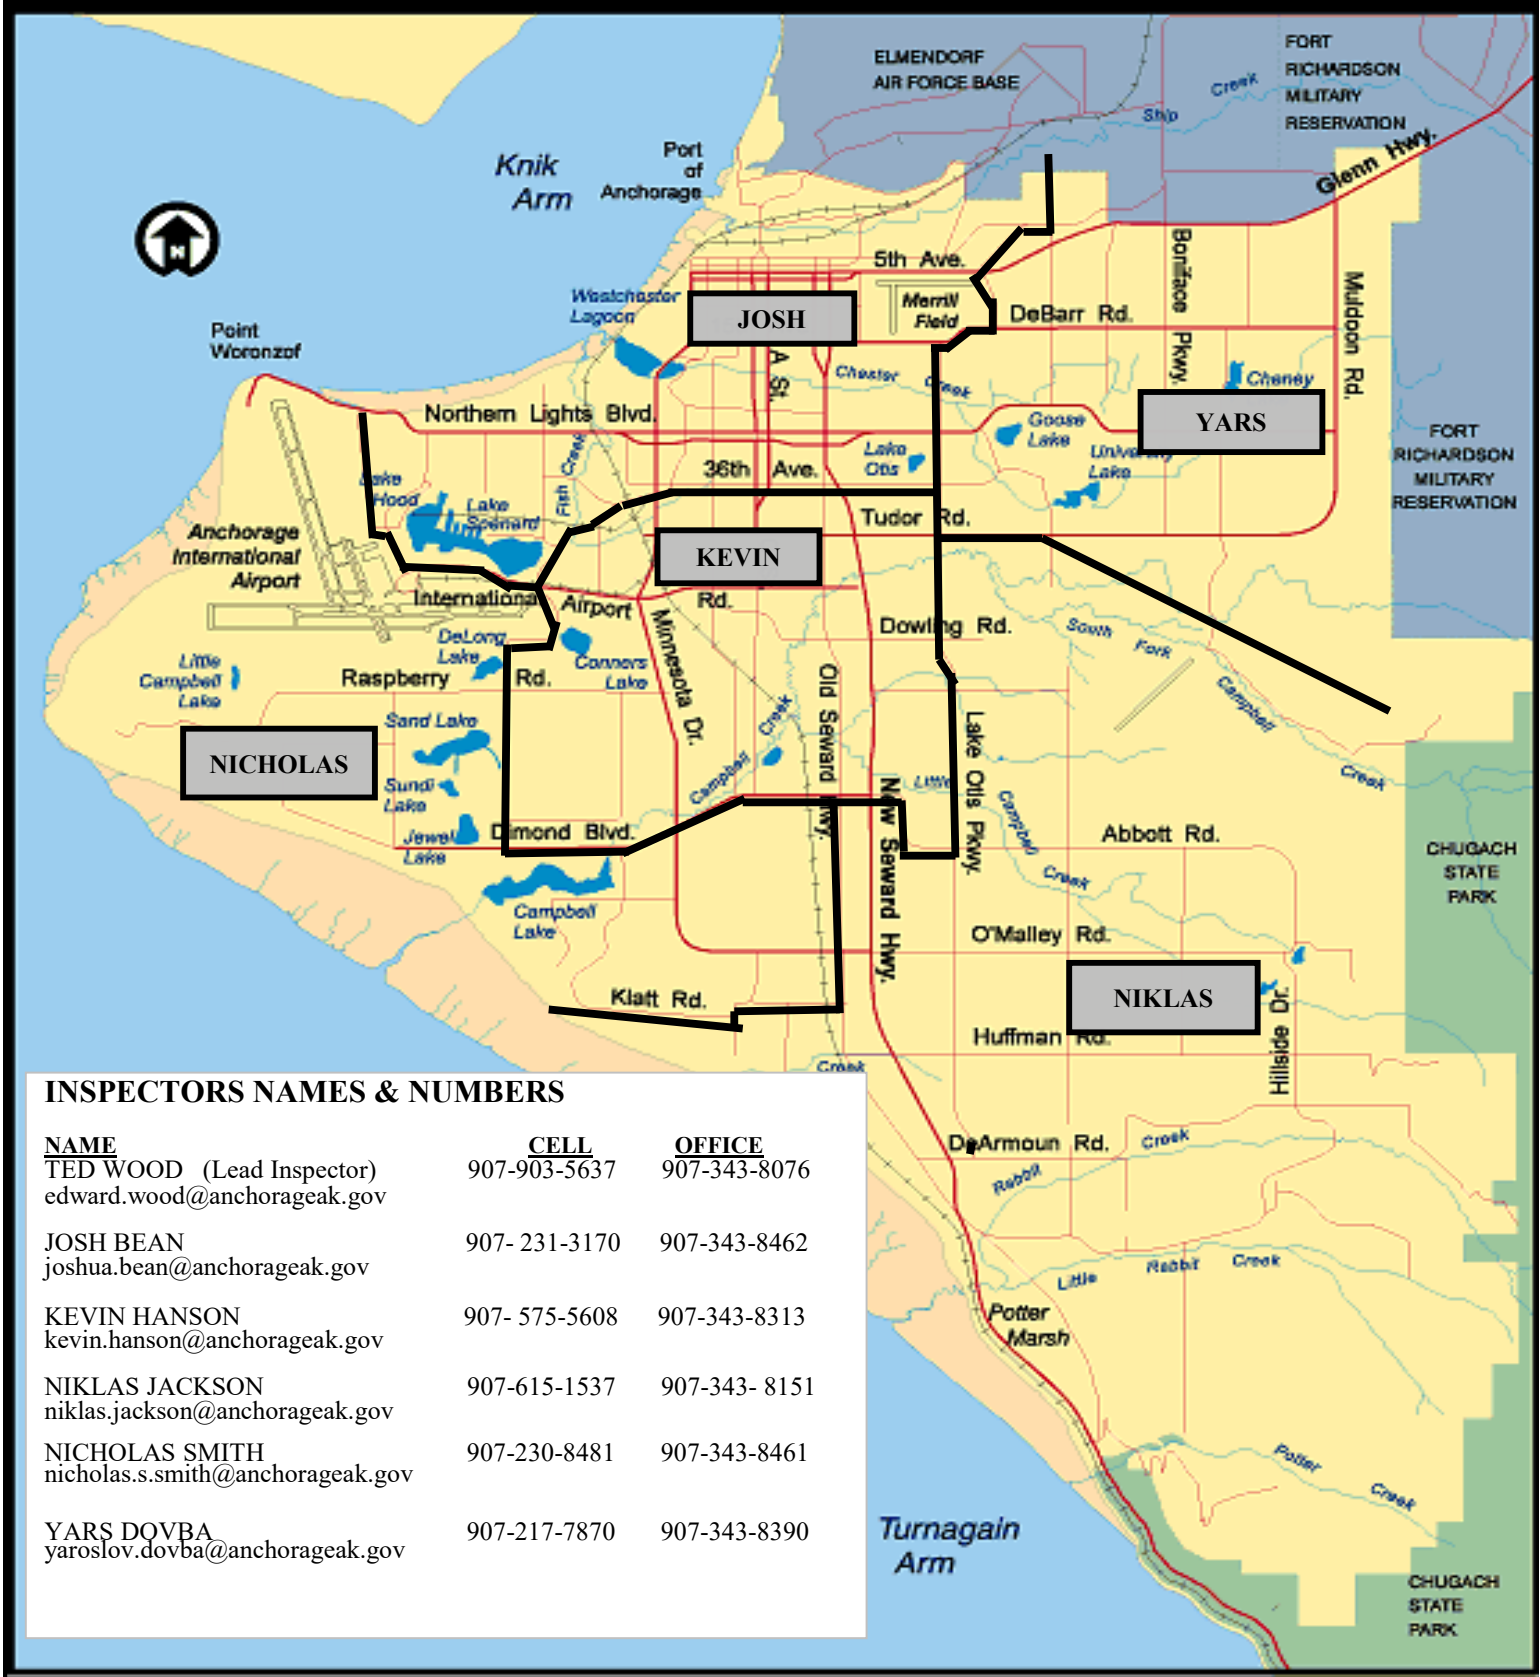 ELMENDORF
AIR FORCE BASE
FORT
RICHARDSON
MILITARY
RESERVATION
Ship Creek
Glenn Hwy.
Knik
Arm
Port
of
Anchorage
N
5th Ave.
Merrill
Field
DeBarr Rd.
Boniface Pkwy.
Muldoon Rd.
Westchester
Lagoon
JOSH
A St.
Point
Woronzof
Chester Creek
Cheney
YARS
Northern Lights Blvd.
Goose
Lake
Lake
Otis
University
Lake
FORT
RICHARDSON
MILITARY
RESERVATION
36th Ave.
Fish Creek
Lake
Hood
Lake
Spenard
Tudor Rd.
Anchorage
International
Airport
KEVIN
International Airport Rd.
Minnesota Dr.
Dowling Rd.
South Fork Campbell Creek
DeLong
Lake
Conners
Lake
Little
Campbell
Lake
Raspberry Rd.
Old Seward Hwy.
Sand Lake
NICHOLAS
Campbell Creek
Lake Otis Pkwy.
New Seward Hwy.
Little Campbell Creek
Sundi
Lake
Jewel
Lake
Dimond Blvd.
Abbott Rd.
CHUGACH
STATE
PARK
Campbell
Lake
O'Malley Rd.
Klatt Rd.
NIKLAS
Hillside Dr.
Huffman Rd.
Creek
DeArmoun Rd.
Rabbit Creek
Little Rabbit Creek
Potter
Marsh
Potter Creek
Turnagain
Arm
CHUGACH
STATE
PARK
INSPECTORS NAMES & NUMBERS
NAME CELL OFFICE
TED WOOD (Lead Inspector) 907-903-5637 907-343-8076
edward.wood@anchorageak.gov
JOSH BEAN 907- 231-3170 907-343-8462
joshua.bean@anchorageak.gov
KEVIN HANSON 907- 575-5608 907-343-8313
kevin.hanson@anchorageak.gov
NIKLAS JACKSON 907-615-1537 907-343- 8151
niklas.jackson@anchorageak.gov
NICHOLAS SMITH 907-230-8481 907-343-8461
nicholas.s.smith@anchorageak.gov
YARS DOVBA 907-217-7870 907-343-8390
yaroslov.dovba@anchorageak.gov